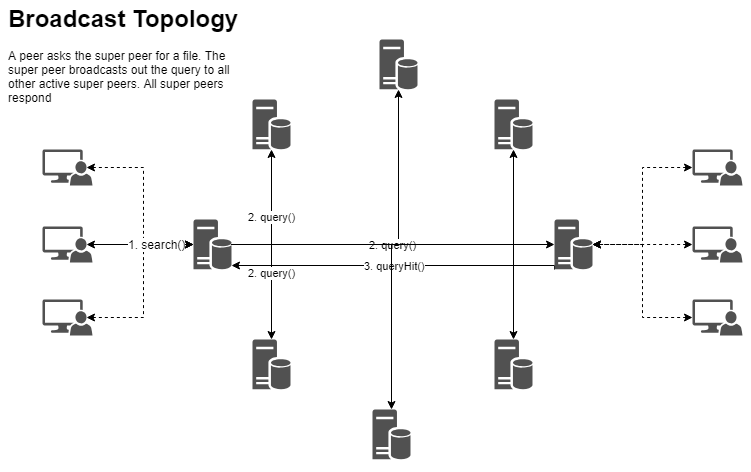 Broadcast Topology
A peer asks the super peer for a file. The
super peer broadcasts out the query to all
other active super peers. All super peers
respond
2. query()
1. search()
2. query()
3. queryHit()
2. query()